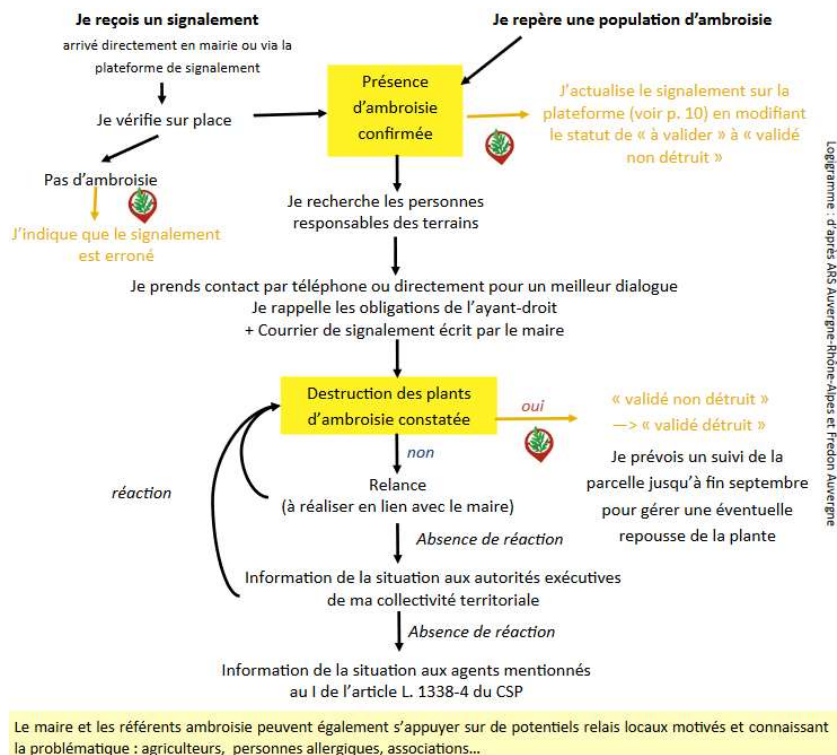 Je reçois un signalement
arrivé directement en mairie ou via la
plateforme de signalement
Je repère une population d’ambroisie
Je vérifie sur place
Présence
d’ambroisie
confirmée
J’actualise le signalement sur la
plateforme (voir p. 10) en modifiant
le statut de « à valider » à « validé
non détruit »
Pas d’ambroisie
J’indique que le signalement
est erroné
Je recherche les personnes
responsables des terrains
Je prends contact par téléphone ou directement pour un meilleur dialogue
Je rappelle les obligations de l’ayant-droit
+ Courrier de signalement écrit par le maire
Destruction des plants
d’ambroisie constatée
oui
« validé non détruit »
—> « validé détruit »
Je prévois un suivi de la
parcelle jusqu’à fin septembre
pour gérer une éventuelle
repousse de la plante
non
réaction
Relance
(à réaliser en lien avec le maire)
Absence de réaction
Information de la situation aux autorités exécutives
de ma collectivité territoriale
Absence de réaction
Information de la situation aux agents mentionnés
au I de l’article L. 1338-4 du CSP
Logigramme : d’après ARS Auvergne-Rhône-Alpes et Fredon Auvergne
Le maire et les référents ambroisie peuvent également s’appuyer sur de potentiels relais locaux motivés et connaissant
la problématique : agriculteurs, personnes allergiques, associations…